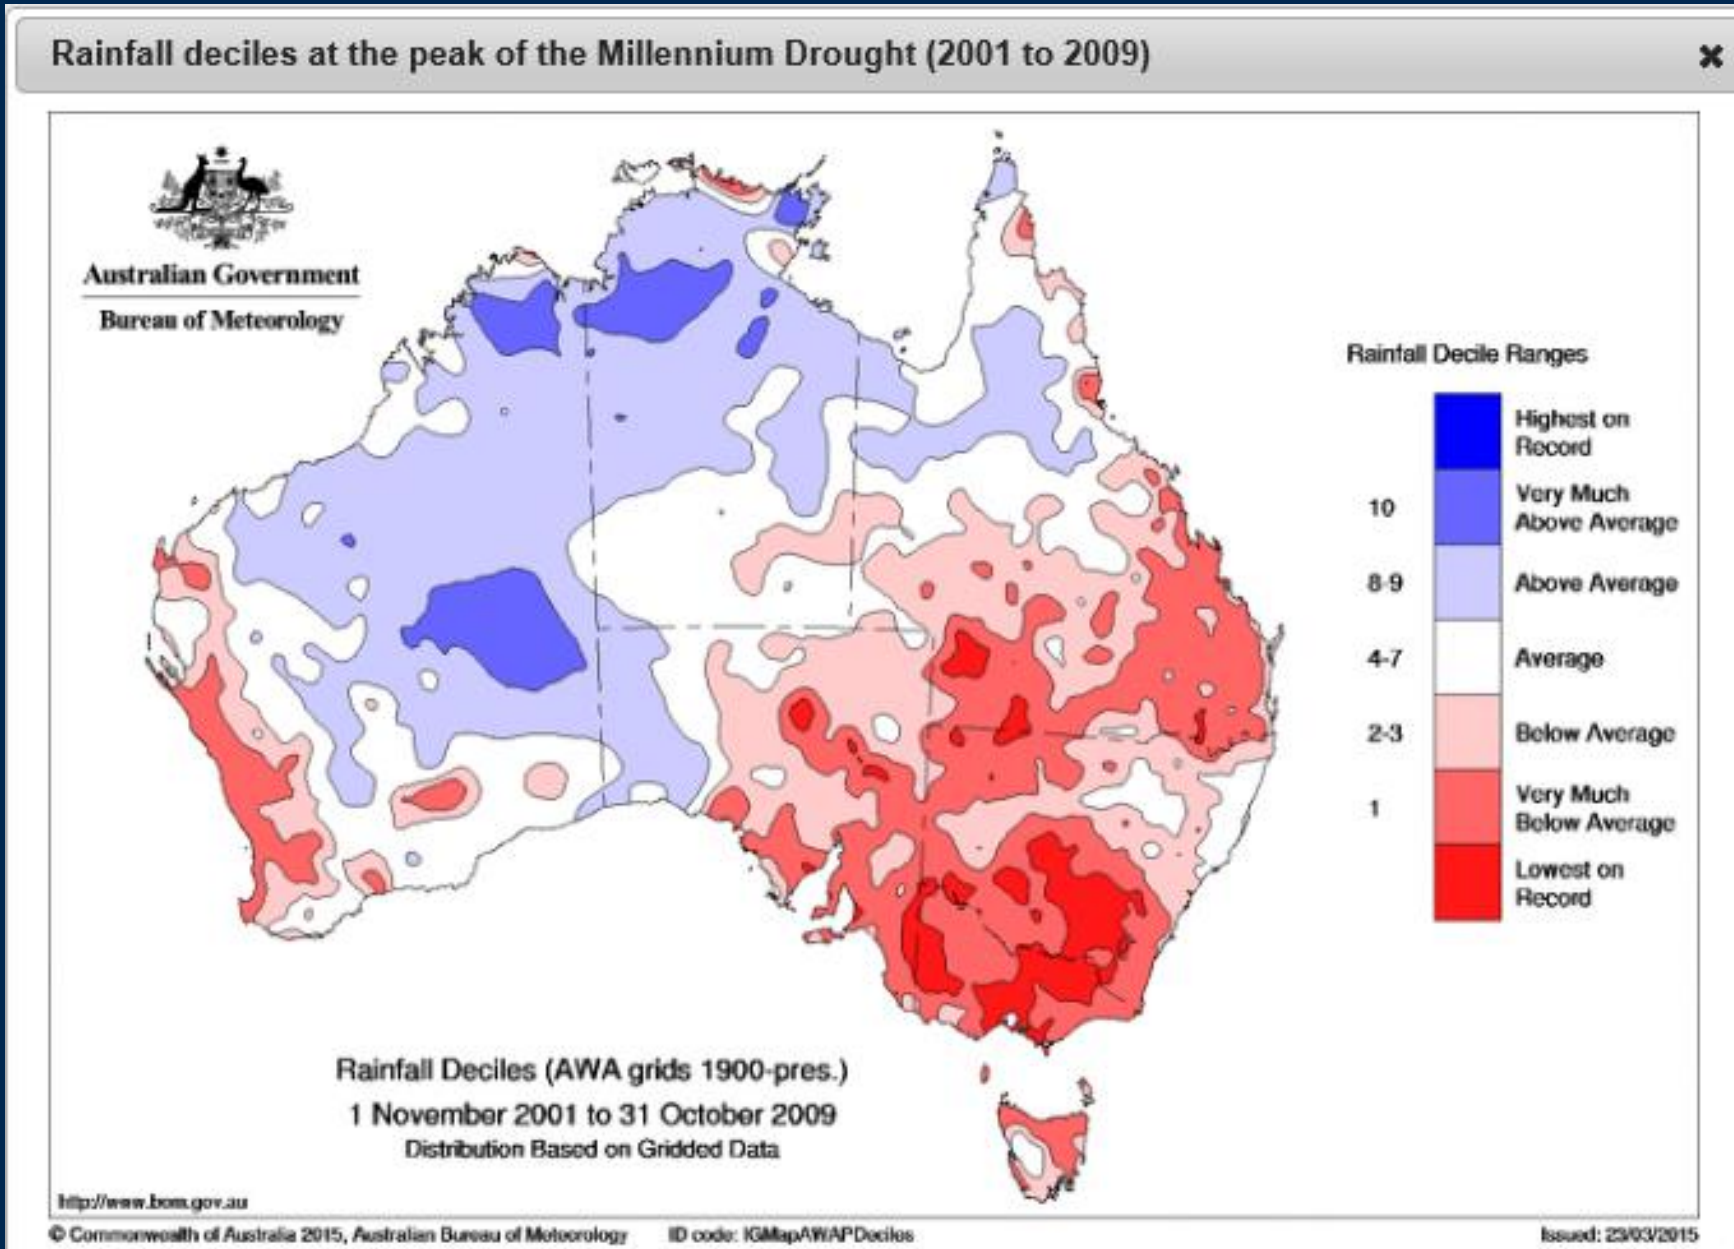 Rainfall deciles at the peak of the Millennium Drought (2001 to 2009)
Australian Government
Bureau of Meteorology
Rainfall Decile Ranges
Highest on
Record
10
Very Much
Above Average
8-9
Above Average
4-7
Average
2-3
Below Average
1
Very Much
Below Average
Lowest on
Record
Rainfall Deciles (AWA grids 1900-pres.)
1 November 2001 to 31 October 2009
Distribution Based on Gridded Data
http://www.bom.gov.au
© Commonwealth of Australia 2015, Australian Bureau of Meteorology ID code: IGMapAWAPDeciles Issued: 23/03/2015